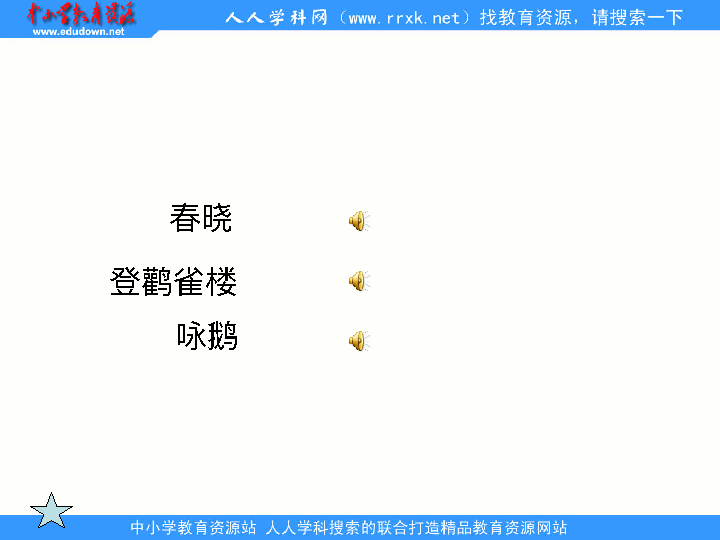 中小学教育资源
www.edudown.net
人人学科网（www.rrxk.net）找教育资源，请搜索一下
春晓
登鹳雀楼
咏鹅
中小学教育资源站 人人学科搜索的联合打造精品教育资源网站